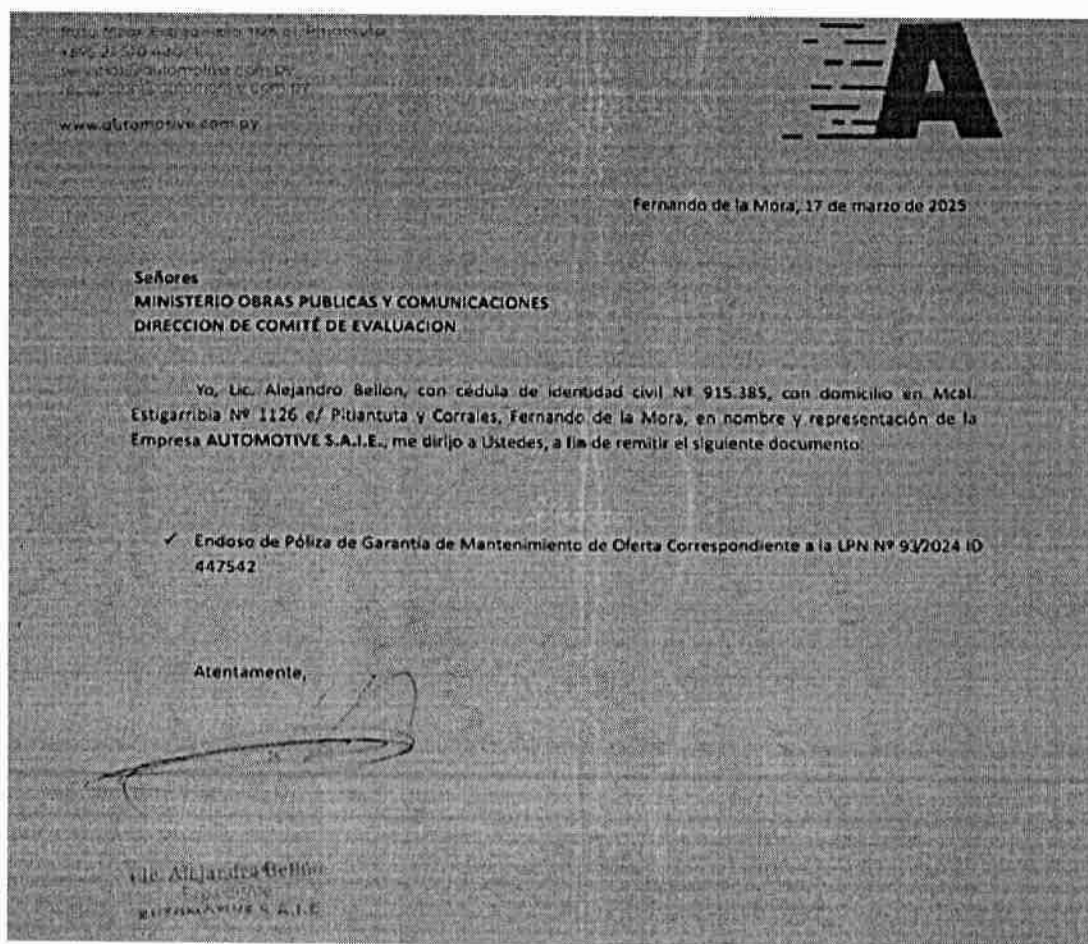 www.automotive.com.py
A
Fernando de la Mora, 17 de marzo de 2025
Señores
MINISTERIO OBRAS PUBLICAS Y COMUNICACIONES
DIRECCION DE COMITÉ DE EVALUACION
Yo, Lic. Alejandro Bellon, con cédula de identidad civil Nº 915.385, con domicilio en Mcal.
Estigarribia Nº 1126 e/ Pitiantuta y Corrales, Fernando de la Mora, en nombre y representación de la
Empresa AUTOMOTIVE S.A.I.E., me dirijo a Ustedes, a fin de remitir el siguiente documento:
✓ Endoso de Póliza de Garantía de Mantenimiento de Oferta Correspondiente a la LPN Nº 93/2024 ID
447542
Atentamente,
Lic. Alejandro Bellón
AUTOMOTIVE S.A.I.E.